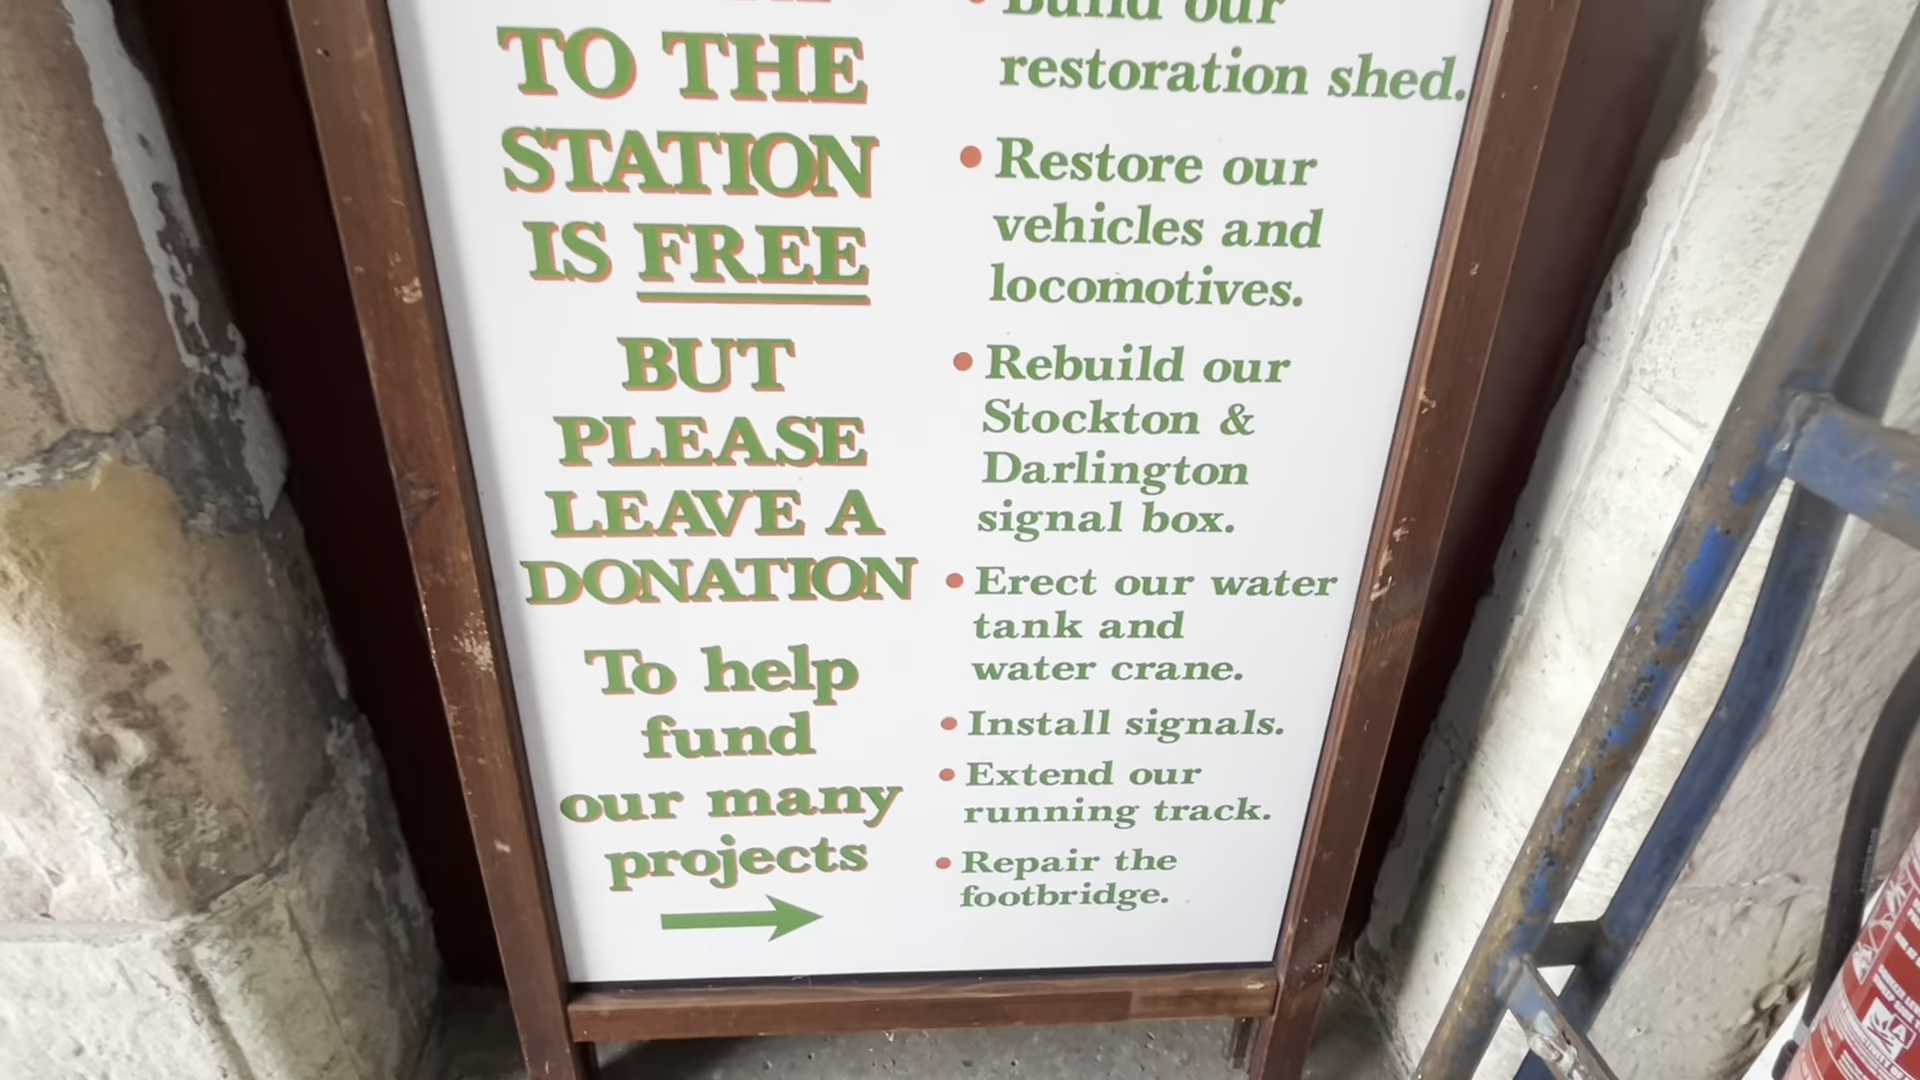 TO THE
STATION
IS FREE
BUT
PLEASE
LEAVE A
DONATION
To help
fund
our many
projects
Build our
restoration shed.
• Restore our
vehicles and
locomotives.
• Rebuild our
Stockton &
Darlington
signal box.
• Erect our water
tank and
water crane.
• Install signals.
• Extend our
running track.
• Repair the
footbridge.